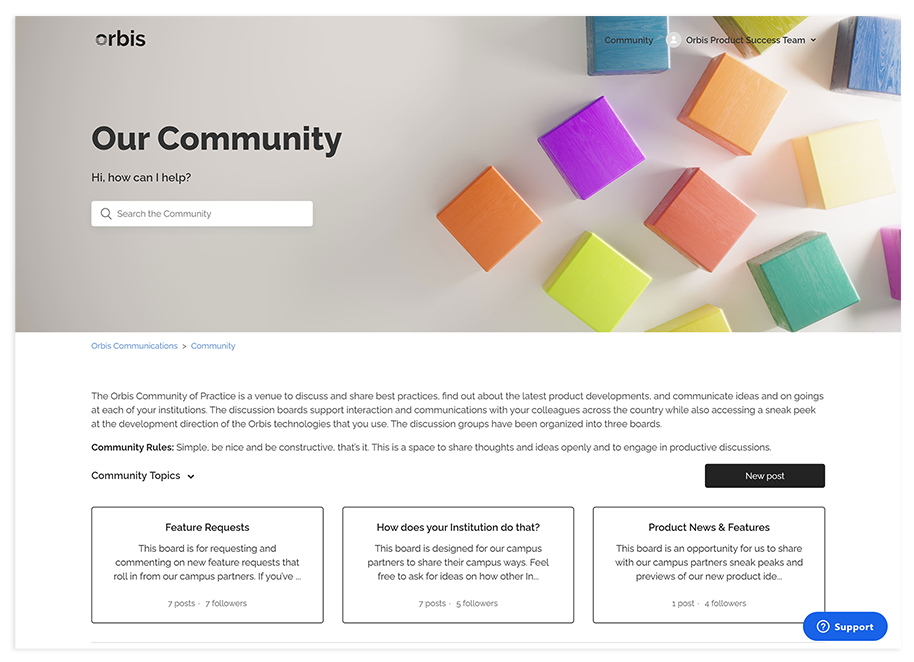 orbis
Community Orbis Product Success Team
Our Community
Hi, how can I help?
Search the Community
Orbis Communications > Community
The Orbis Community of Practice is a venue to discuss and share best practices, find out about the latest product developments, and communicate ideas and on goings
at each of your institutions. The discussion boards support interaction and communications with your colleagues across the country while also accessing a sneak peek
at the development direction of the Orbis technologies that you use. The discussion groups have been organized into three boards.
Community Rules: Simple, be nice and be constructive, that's it. This is a space to share thoughts and ideas openly and to engage in productive discussions.
Community Topics
New post
Feature Requests
This board is for requesting and
commenting on new feature requests that
roll in from our campus partners. If you've ...
7 posts · 7 followers
How does your Institution do that?
This board is designed for our campus
partners to share their campus ways. Feel
free to ask for ideas on how other In...
7 posts · 5 followers
Product News & Features
This board is an opportunity for us to share
with our campus partners sneak peaks and
previews of our new product ide...
1 post · 4 followers
Support